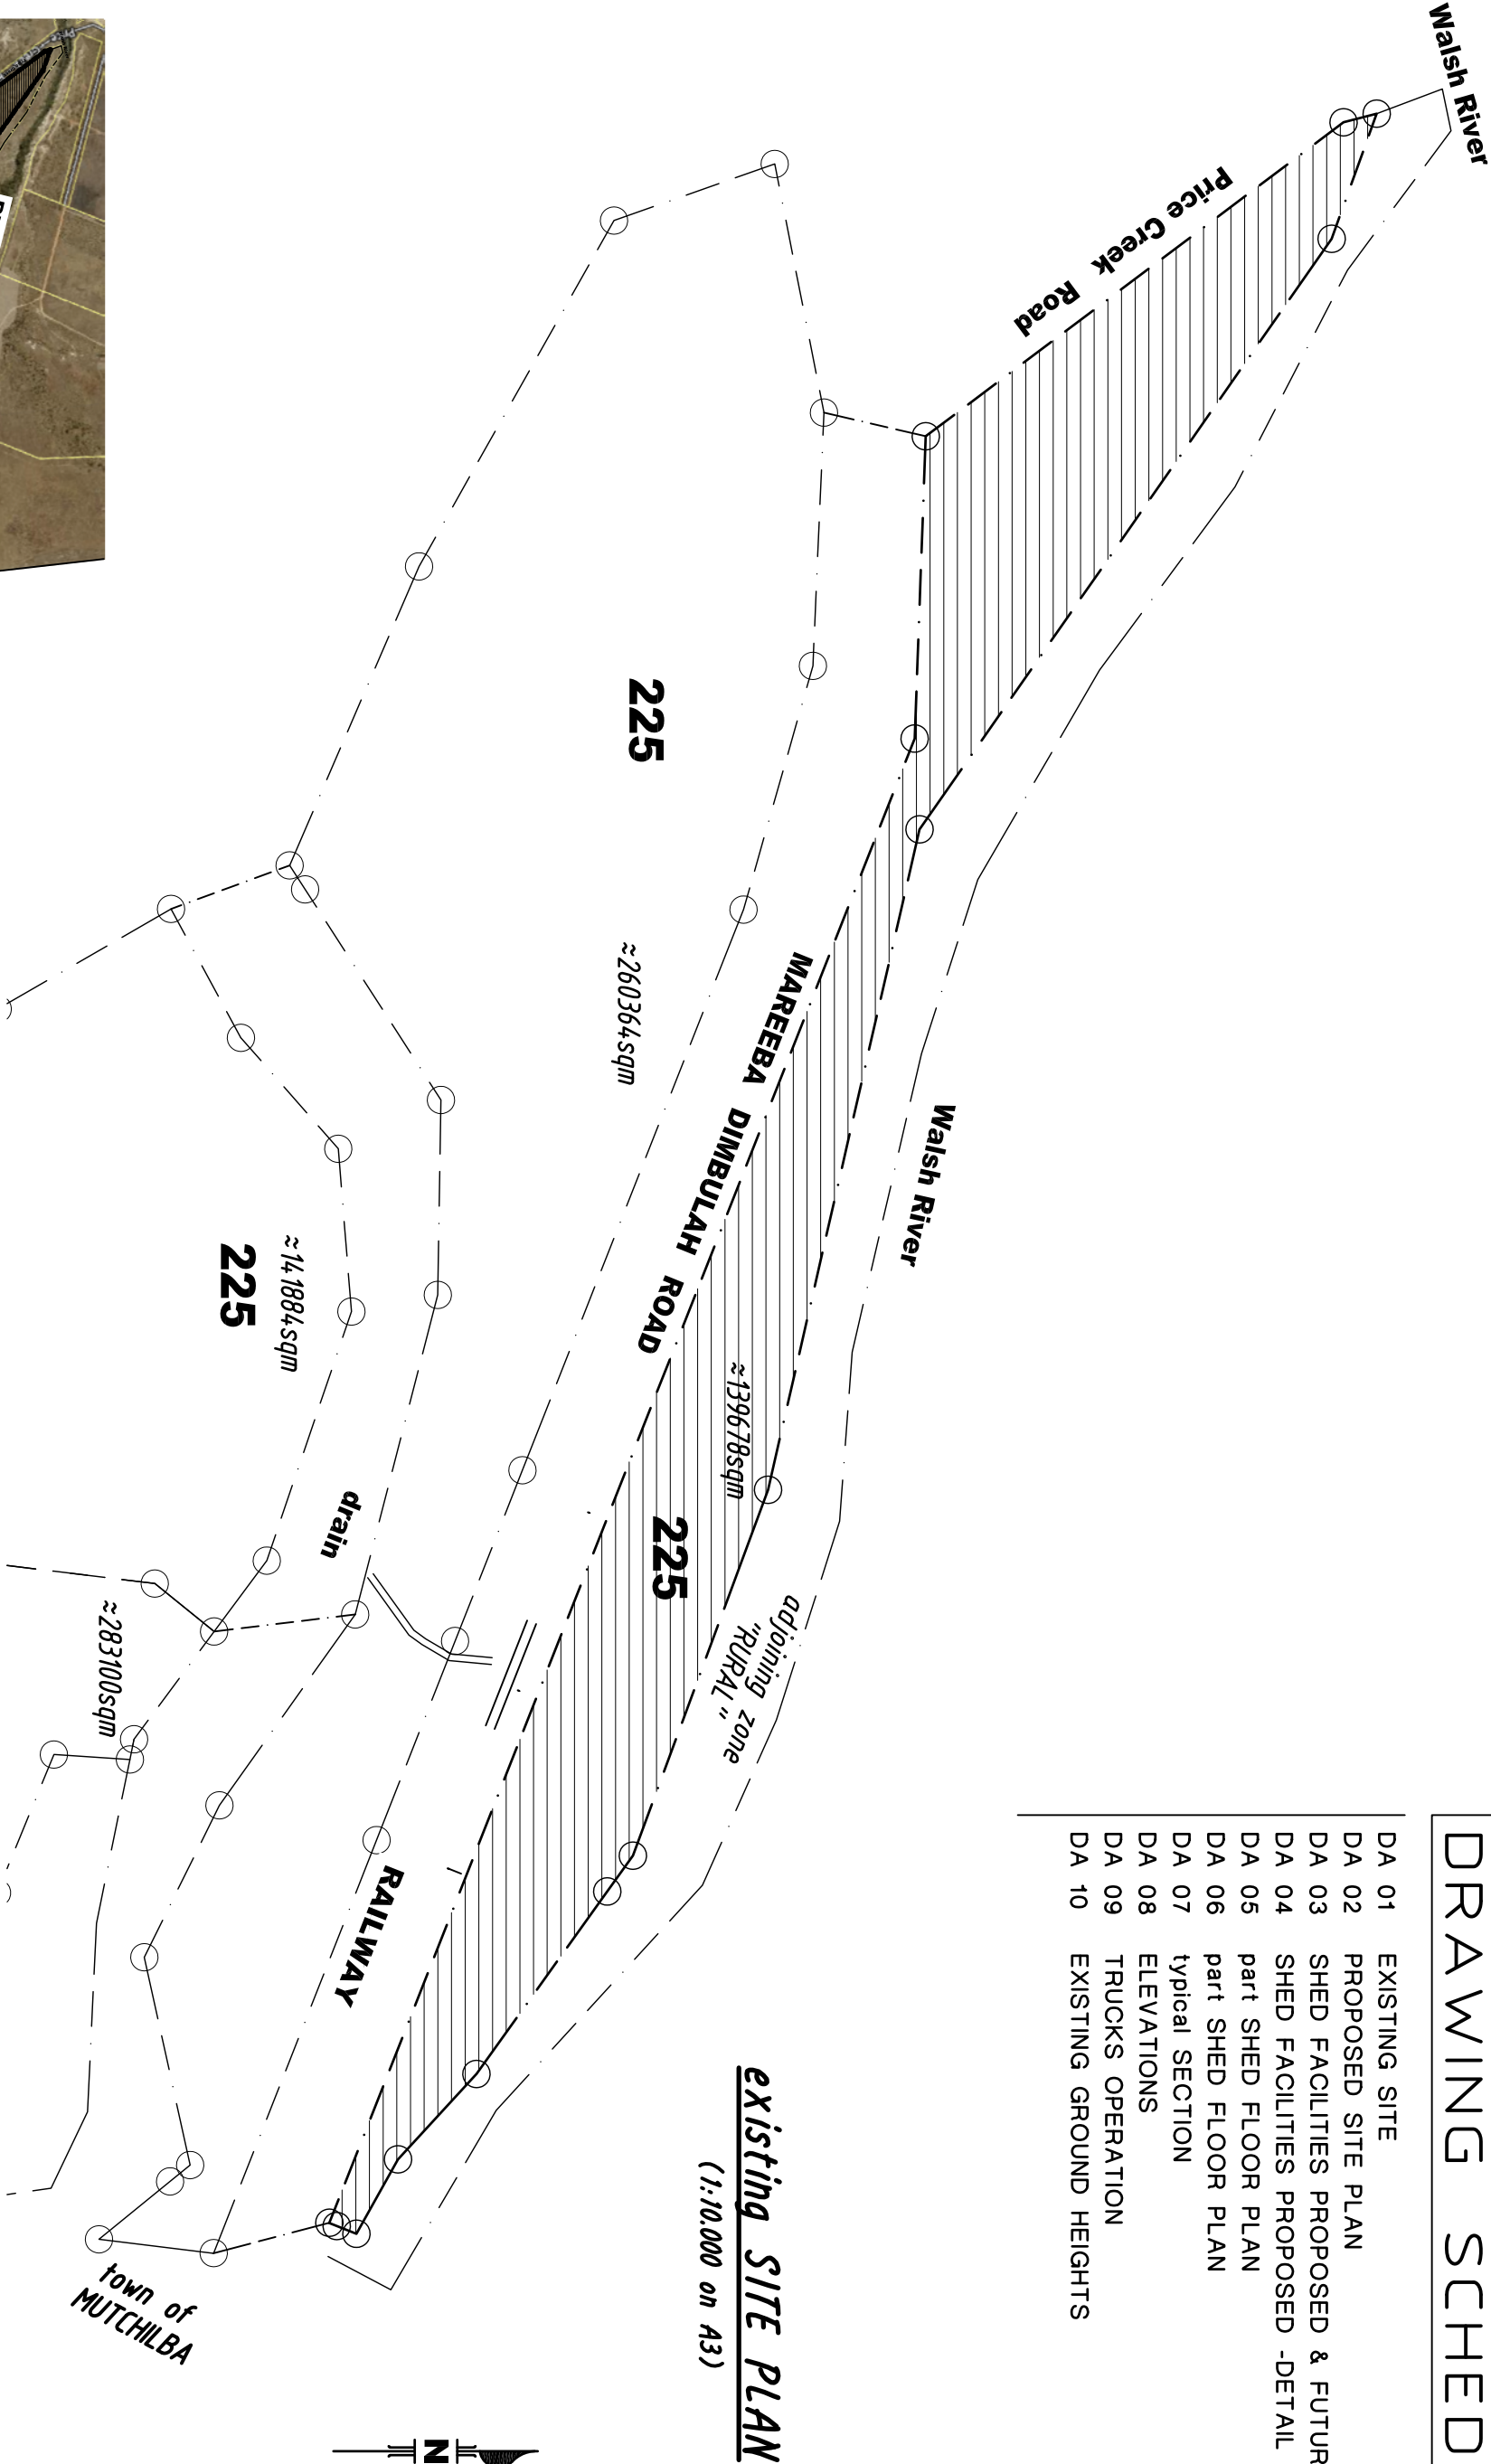 DRAWING SCHED
DA 01 EXISTING SITE
DA 02 PROPOSED SITE PLAN
DA 03 SHED FACILITIES PROPOSED & FUTUR
DA 04 SHED FACILITIES PROPOSED -DETAIL
DA 05 part SHED FLOOR PLAN
DA 06 part SHED FLOOR PLAN
DA 07 typical SECTION
DA 08 ELEVATIONS
DA 09 TRUCKS OPERATION
DA 10 EXISTING GROUND HEIGHTS
Walsh River
Price Creek Road
Walsh River
MAREEBA DIMBULAH ROAD
≈139678sqm
225
adjoining zone
"RURAL"
225
≈260364sqm
≈141884sqm
225
drain
≈283100sqm
RAILWAY
town of
MUTCHILBA
existing SITE PLAN
(1:10.000 on A3)
N